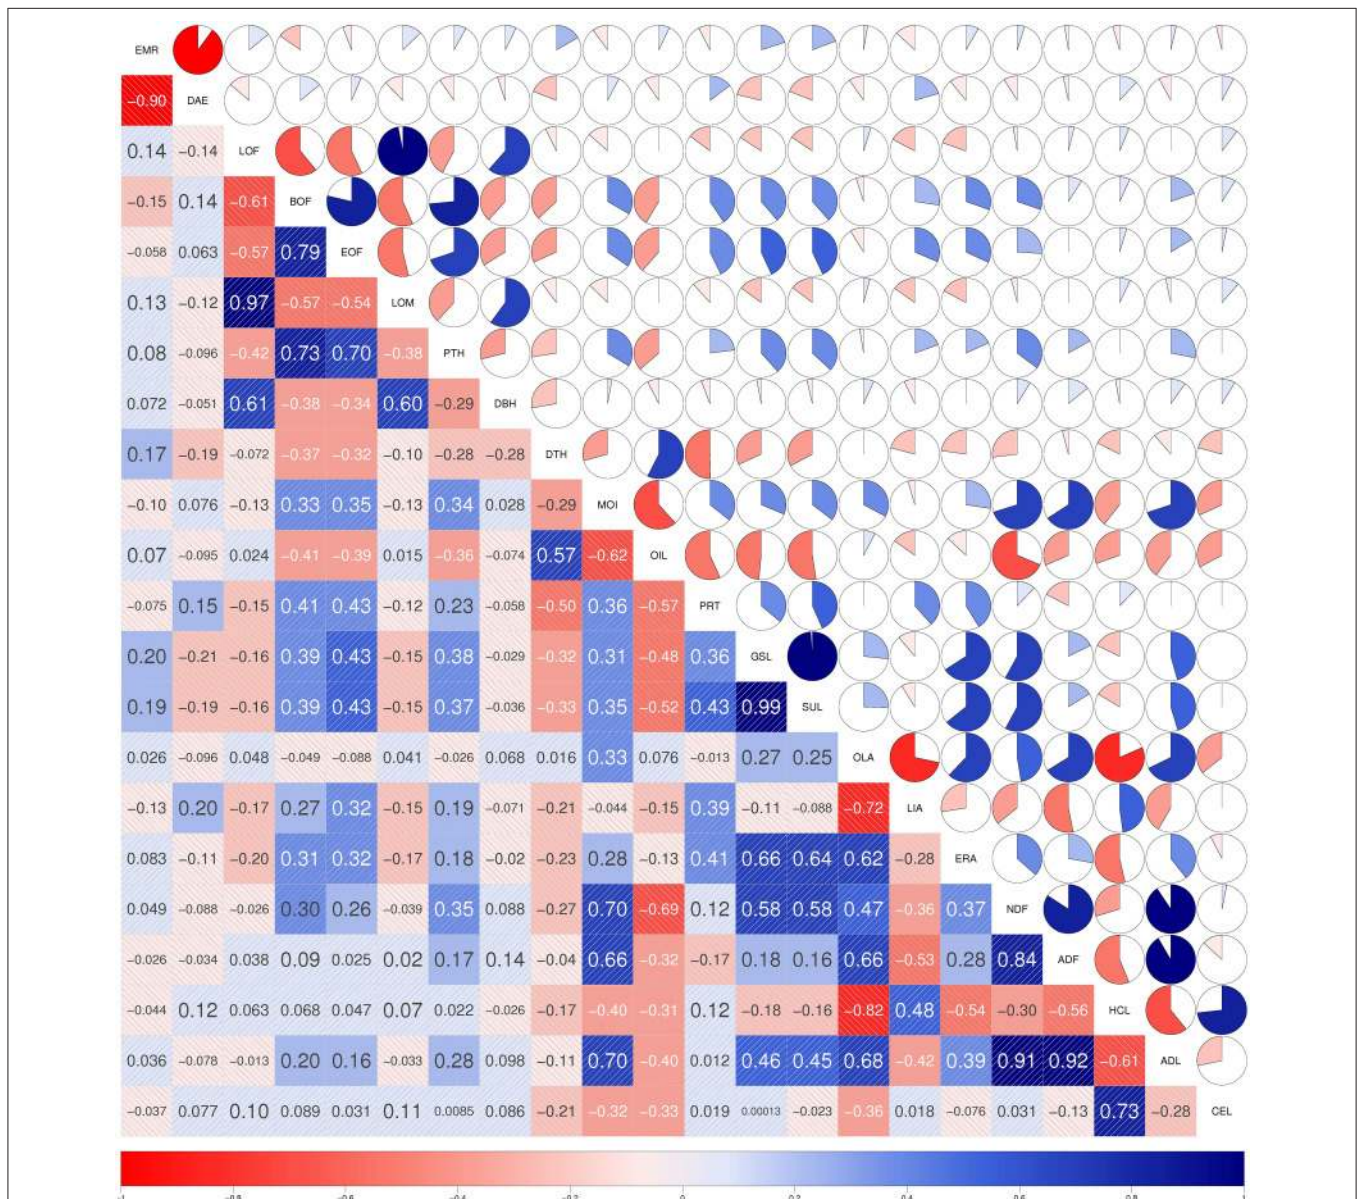 EMR
−0.90 DAE
0.14 −0.14 LOF
−0.15 0.14 −0.61 BOF
−0.058 0.063 −0.57 0.79 EOF
0.13 −0.12 0.97 −0.57 −0.54 LOM
0.08 −0.096 −0.42 0.73 0.70 −0.38 PTH
0.072 −0.051 0.61 −0.38 −0.34 0.60 −0.29 DBH
0.17 −0.19 −0.072 −0.37 −0.32 −0.10 −0.28 −0.28 DTH
−0.10 0.076 −0.13 0.33 0.35 −0.13 0.34 0.028 −0.29 MOI
0.07 −0.095 0.024 −0.41 −0.39 0.015 −0.36 −0.074 0.57 −0.62 OIL
−0.075 0.15 −0.15 0.41 0.43 −0.12 0.23 −0.058 −0.50 0.36 −0.57 PRT
0.20 −0.21 −0.16 0.39 0.43 −0.15 0.38 −0.029 −0.32 0.31 −0.48 0.36 GSL
0.19 −0.19 −0.16 0.39 0.43 −0.15 0.37 −0.036 −0.33 0.35 −0.52 0.43 0.99 SUL
0.026 −0.096 0.048 −0.049 −0.088 0.041 −0.026 0.068 0.016 0.33 0.076 −0.013 0.27 0.25 OLA
−0.13 0.20 −0.17 0.27 0.32 −0.15 0.19 −0.071 −0.21 −0.044 −0.15 0.39 −0.11 −0.088 −0.72 LIA
0.083 −0.11 −0.20 0.31 0.32 −0.17 0.18 −0.02 −0.23 0.28 −0.13 0.41 0.66 0.64 0.62 −0.28 ERA
0.049 −0.088 −0.026 0.30 0.26 −0.039 0.35 0.088 −0.27 0.70 −0.69 0.12 0.58 0.58 0.47 −0.36 0.37 NDF
−0.026 −0.034 0.038 0.09 0.025 0.02 0.17 0.14 −0.04 0.66 −0.32 −0.17 0.18 0.16 0.66 −0.53 0.28 0.84 ADF
−0.044 0.12 0.063 0.068 0.047 0.07 0.022 −0.026 −0.17 −0.40 −0.31 0.12 −0.18 −0.16 −0.82 0.48 −0.54 −0.30 −0.56 HCL
0.036 −0.078 −0.013 0.20 0.16 −0.033 0.28 0.098 −0.11 0.70 −0.40 0.012 0.46 0.45 0.68 −0.42 0.39 0.91 0.92 −0.61 ADL
−0.037 0.077 0.10 0.089 0.031 0.11 0.0085 0.086 −0.21 −0.32 −0.33 0.019 0.00013 −0.023 −0.36 0.018 −0.076 0.031 −0.13 0.73 −0.28 CEL